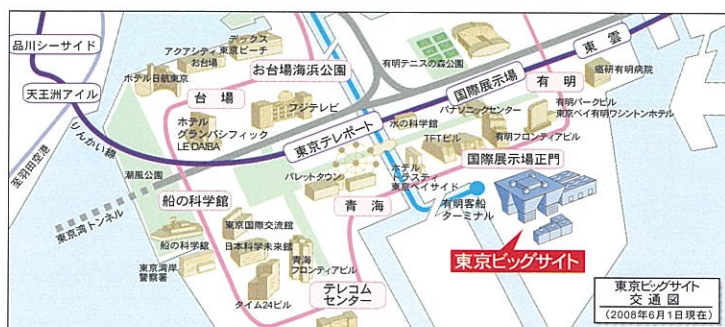 品川シーサイド
天王洲アイル
りんかい線
至羽田空港
デックス
東京ビーチ
アクアシティ
お台場
ホテル日航東京
お台場海浜公園
台場
フジテレビ
ホテル
グランパシフィック
LE DAIBA
潮風公園
東京湾トンネル
船の科学館
船の科学館
東京湾岸
警察署
東京国際交流館
日本科学未来館
タイム24ビル
青海
フロンティアビル
テレコム
センター
青海
パレットタウン
東京テレポート
水の科学館
ホテル
トラスティ
東京ベイサイド
TFTビル
パナソニックセンター
有明フロンティアビル
有明テニスの森公園
国際展示場
有明
東雲
癌研有明病院
有明パークビル
東京ベイ有明ワシントンホテル
国際展示場正門
有明客船
ターミナル
東京ビッグサイト
東京ビッグサイト
交通図
(2008年6月1日現在)